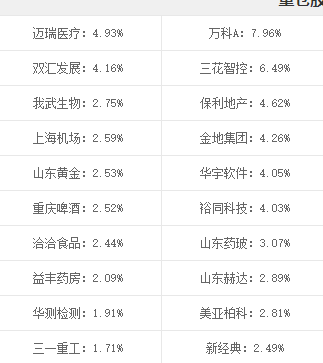 重仓股
迈瑞医疗：4.93% 万科A：7.96%
双汇发展：4.16% 三花智控：6.49%
我武生物：2.75% 保利地产：4.62%
上海机场：2.59% 金地集团：4.26%
山东黄金：2.53% 华宇软件：4.05%
重庆啤酒：2.52% 裕同科技：4.03%
洽洽食品：2.44% 山东药玻：3.07%
益丰药房：2.09% 山东赫达：2.89%
华测检测：1.91% 美亚柏科：2.81%
三一重工：1.71% 新经典：2.49%